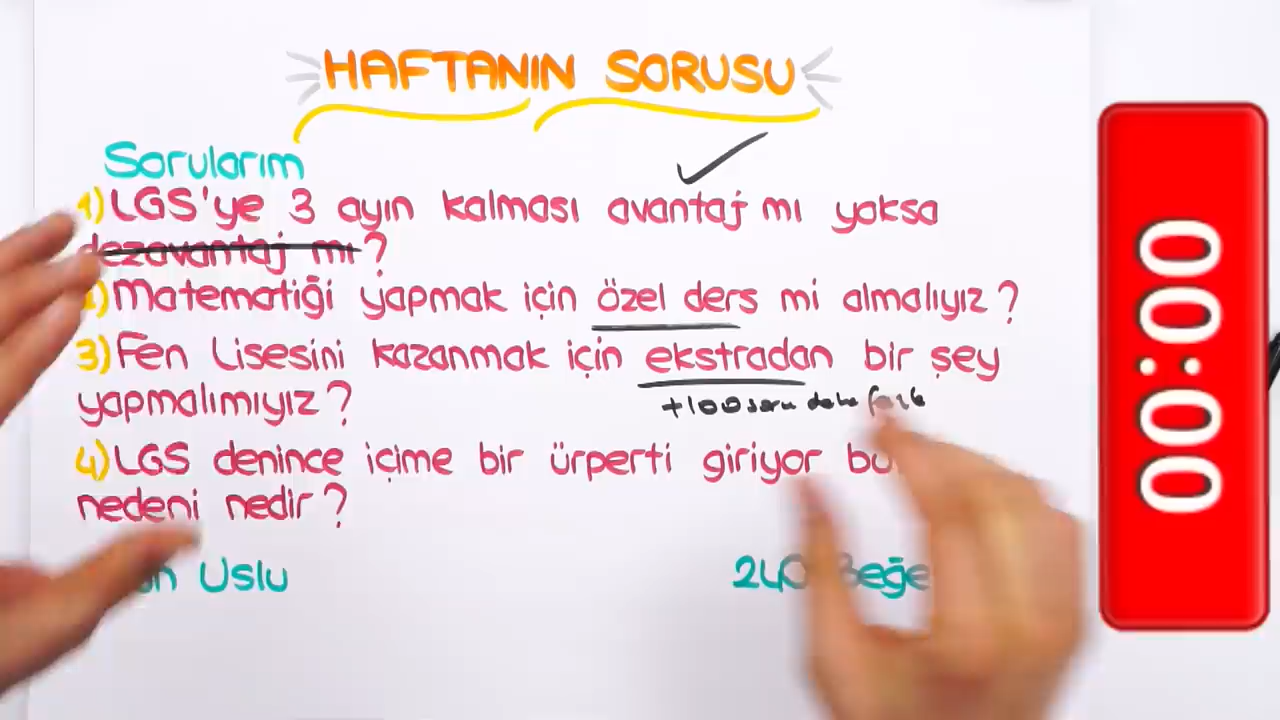 HAFTANIN SORUSU
Sorularım
1) LGS'ye 3 ayın kalması avantaj mı yoksa
dezavantaj mı?
2) Matematiği yapmak için özel ders mi almalıyız?
3) Fen Lisesini kazanmak için ekstradan bir şey
yapmalımıyız?
+100 soru daha fazla
4) LGS denince içime bir ürperti giriyor
nedeni nedir?
Uslu
00:00